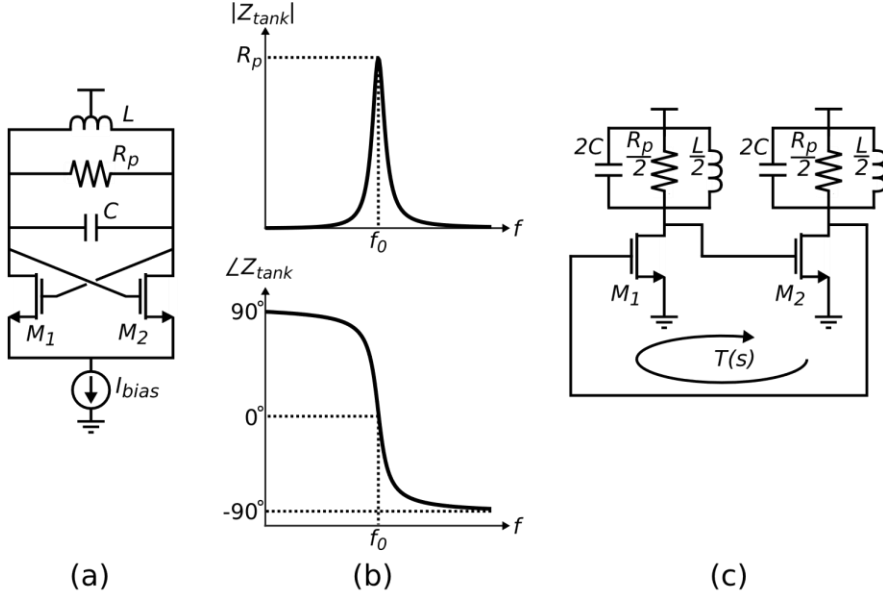 L
R_p
C
M_1
M_2
I_bias
(a)
|Z_tank|
R_p
f_0
f
∠Z_tank
90°
0°
-90°
f_0
f
(b)
2C
R_p/2
L/2
2C
R_p/2
L/2
M_1
M_2
T(s)
(c)